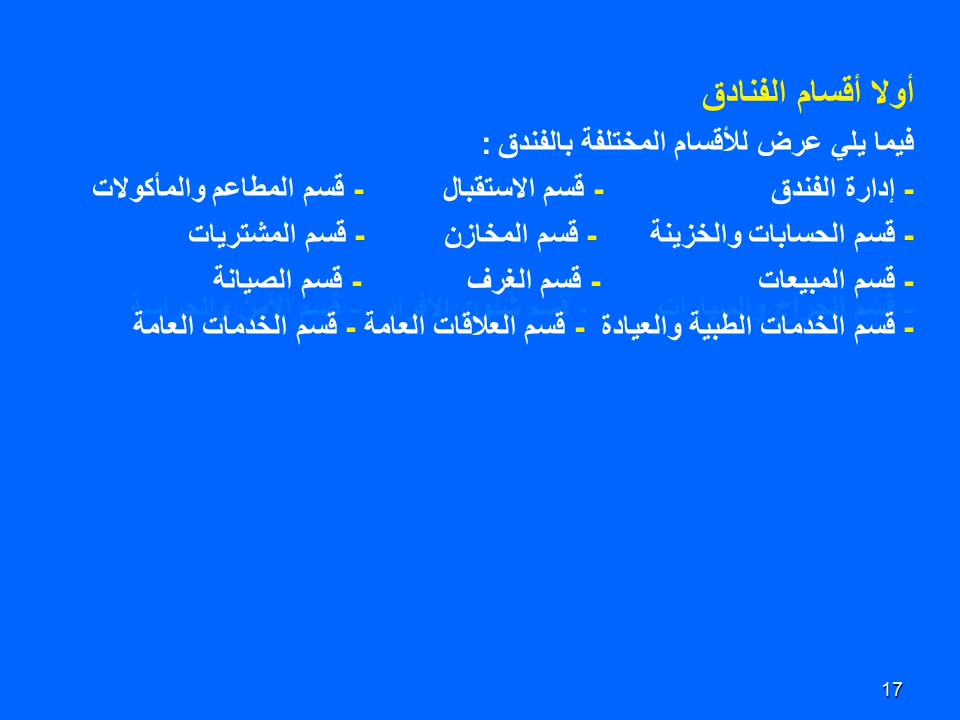 أولا أقسام الفنادق
فيما يلي عرض للأقسام المختلفة بالفندق :
- إدارة الفندق - قسم الاستقبال - قسم المطاعم والمأكولات
- قسم الحسابات والخزينة - قسم المخازن - قسم المشتريات
- قسم المبيعات - قسم الغرف - قسم الصيانة
- قسم الخدمات الطبية والعيادة - قسم العلاقات العامة - قسم الخدمات العامة
17